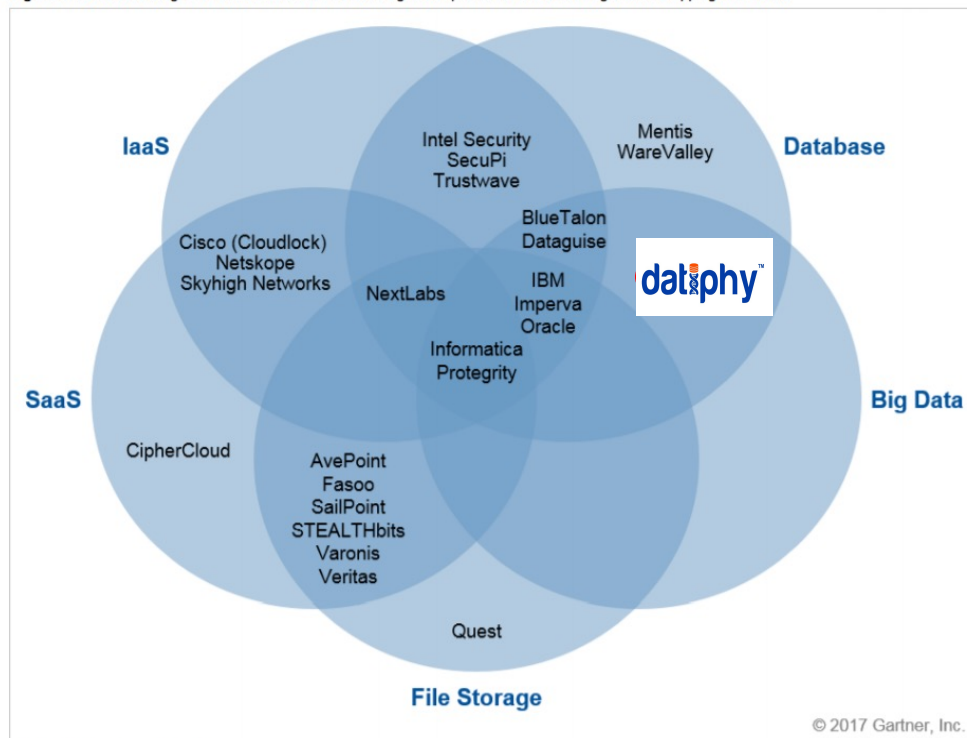 IaaS
Database
Intel Security
SecuPi
Trustwave
Mentis
WareValley
Cisco (Cloudlock)
Netskope
Skyhigh Networks
BlueTalon
Dataguise
datiphy™
NextLabs
IBM
Imperva
Oracle
Informatica
Protegrity
SaaS
Big Data
CipherCloud
AvePoint
Fasoo
SailPoint
STEALTHbits
Varonis
Veritas
Quest
File Storage
© 2017 Gartner, Inc.